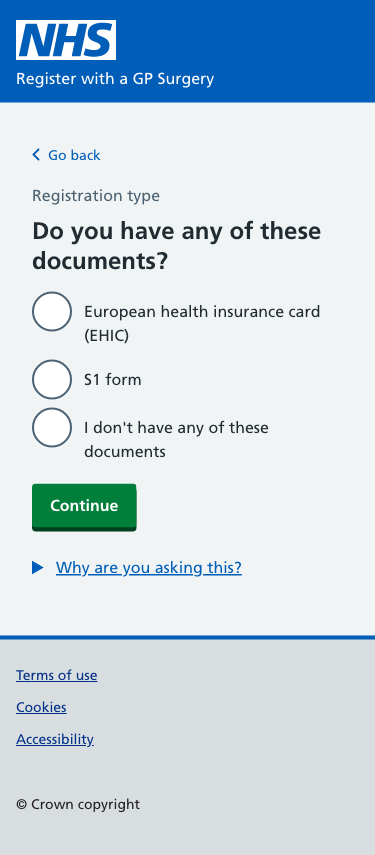 NHS
Register with a GP Surgery
Go back
Registration type
Do you have any of these
documents?
European health insurance card
(EHIC)
S1 form
I don't have any of these
documents
Continue
Why are you asking this?
Terms of use
Cookies
Accessibility
© Crown copyright